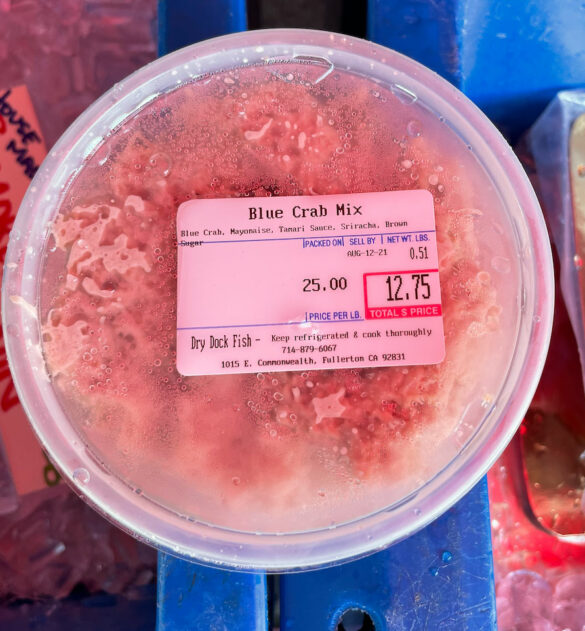 Blue Crab Mix
Blue Crab, Mayonaise, Tamari Sauce, Sriracha, Brown
Sugar
PACKED ON SELL BY NET WT. LBS.
AUG-12-21 0.51
25.00 12.75
PRICE PER LB. TOTAL $ PRICE
Dry Dock Fish - Keep refrigerated & cook thoroughly
714-879-6067
1015 E. Commonwealth, Fullerton CA 92831